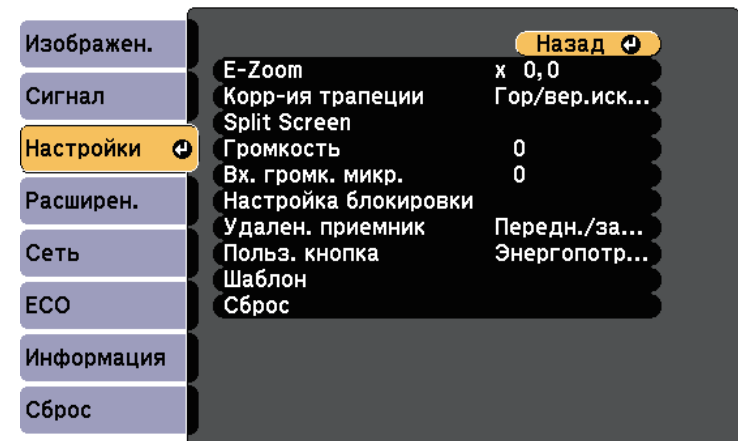 Изображен.
Сигнал
Настройки
Расширен.
Сеть
ECO
Информация
Сброс
Назад
E-Zoom x 0,0
Корр-ия трапеции Гор/вер.иск...
Split Screen
Громкость 0
Вх. громк. микр. 0
Настройка блокировки
Удален. приемник Передн./за...
Польз. кнопка Энергопотр...
Шаблон
Сброс